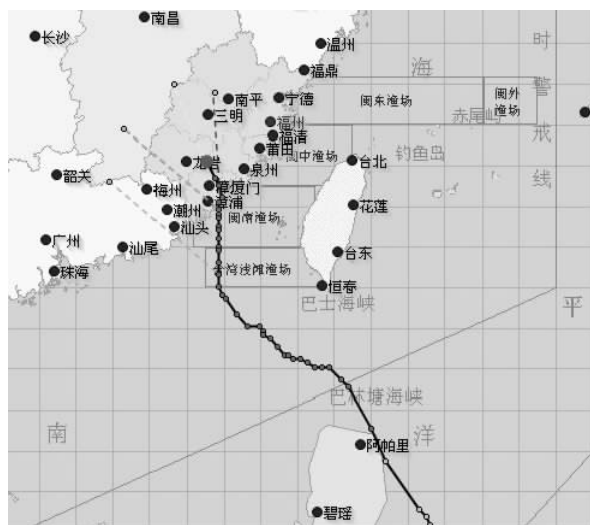 南昌
长沙
温州
时
海
福鼎
警
南平
宁德
闽东渔场
闽外
渔场
三明
福州
赤尾屿
戒
福清
莆田
闽中渔场
钓鱼岛
线
龙岩
泉州
台北
韶关
梅州
厦门
漳浦
潮州
闽南渔场
花莲
汕头
广州
汕尾
台东
珠海
台湾浅滩渔场
恒春
巴士海峡
平
巴林塘海峡
南
洋
阿帕里
碧瑶